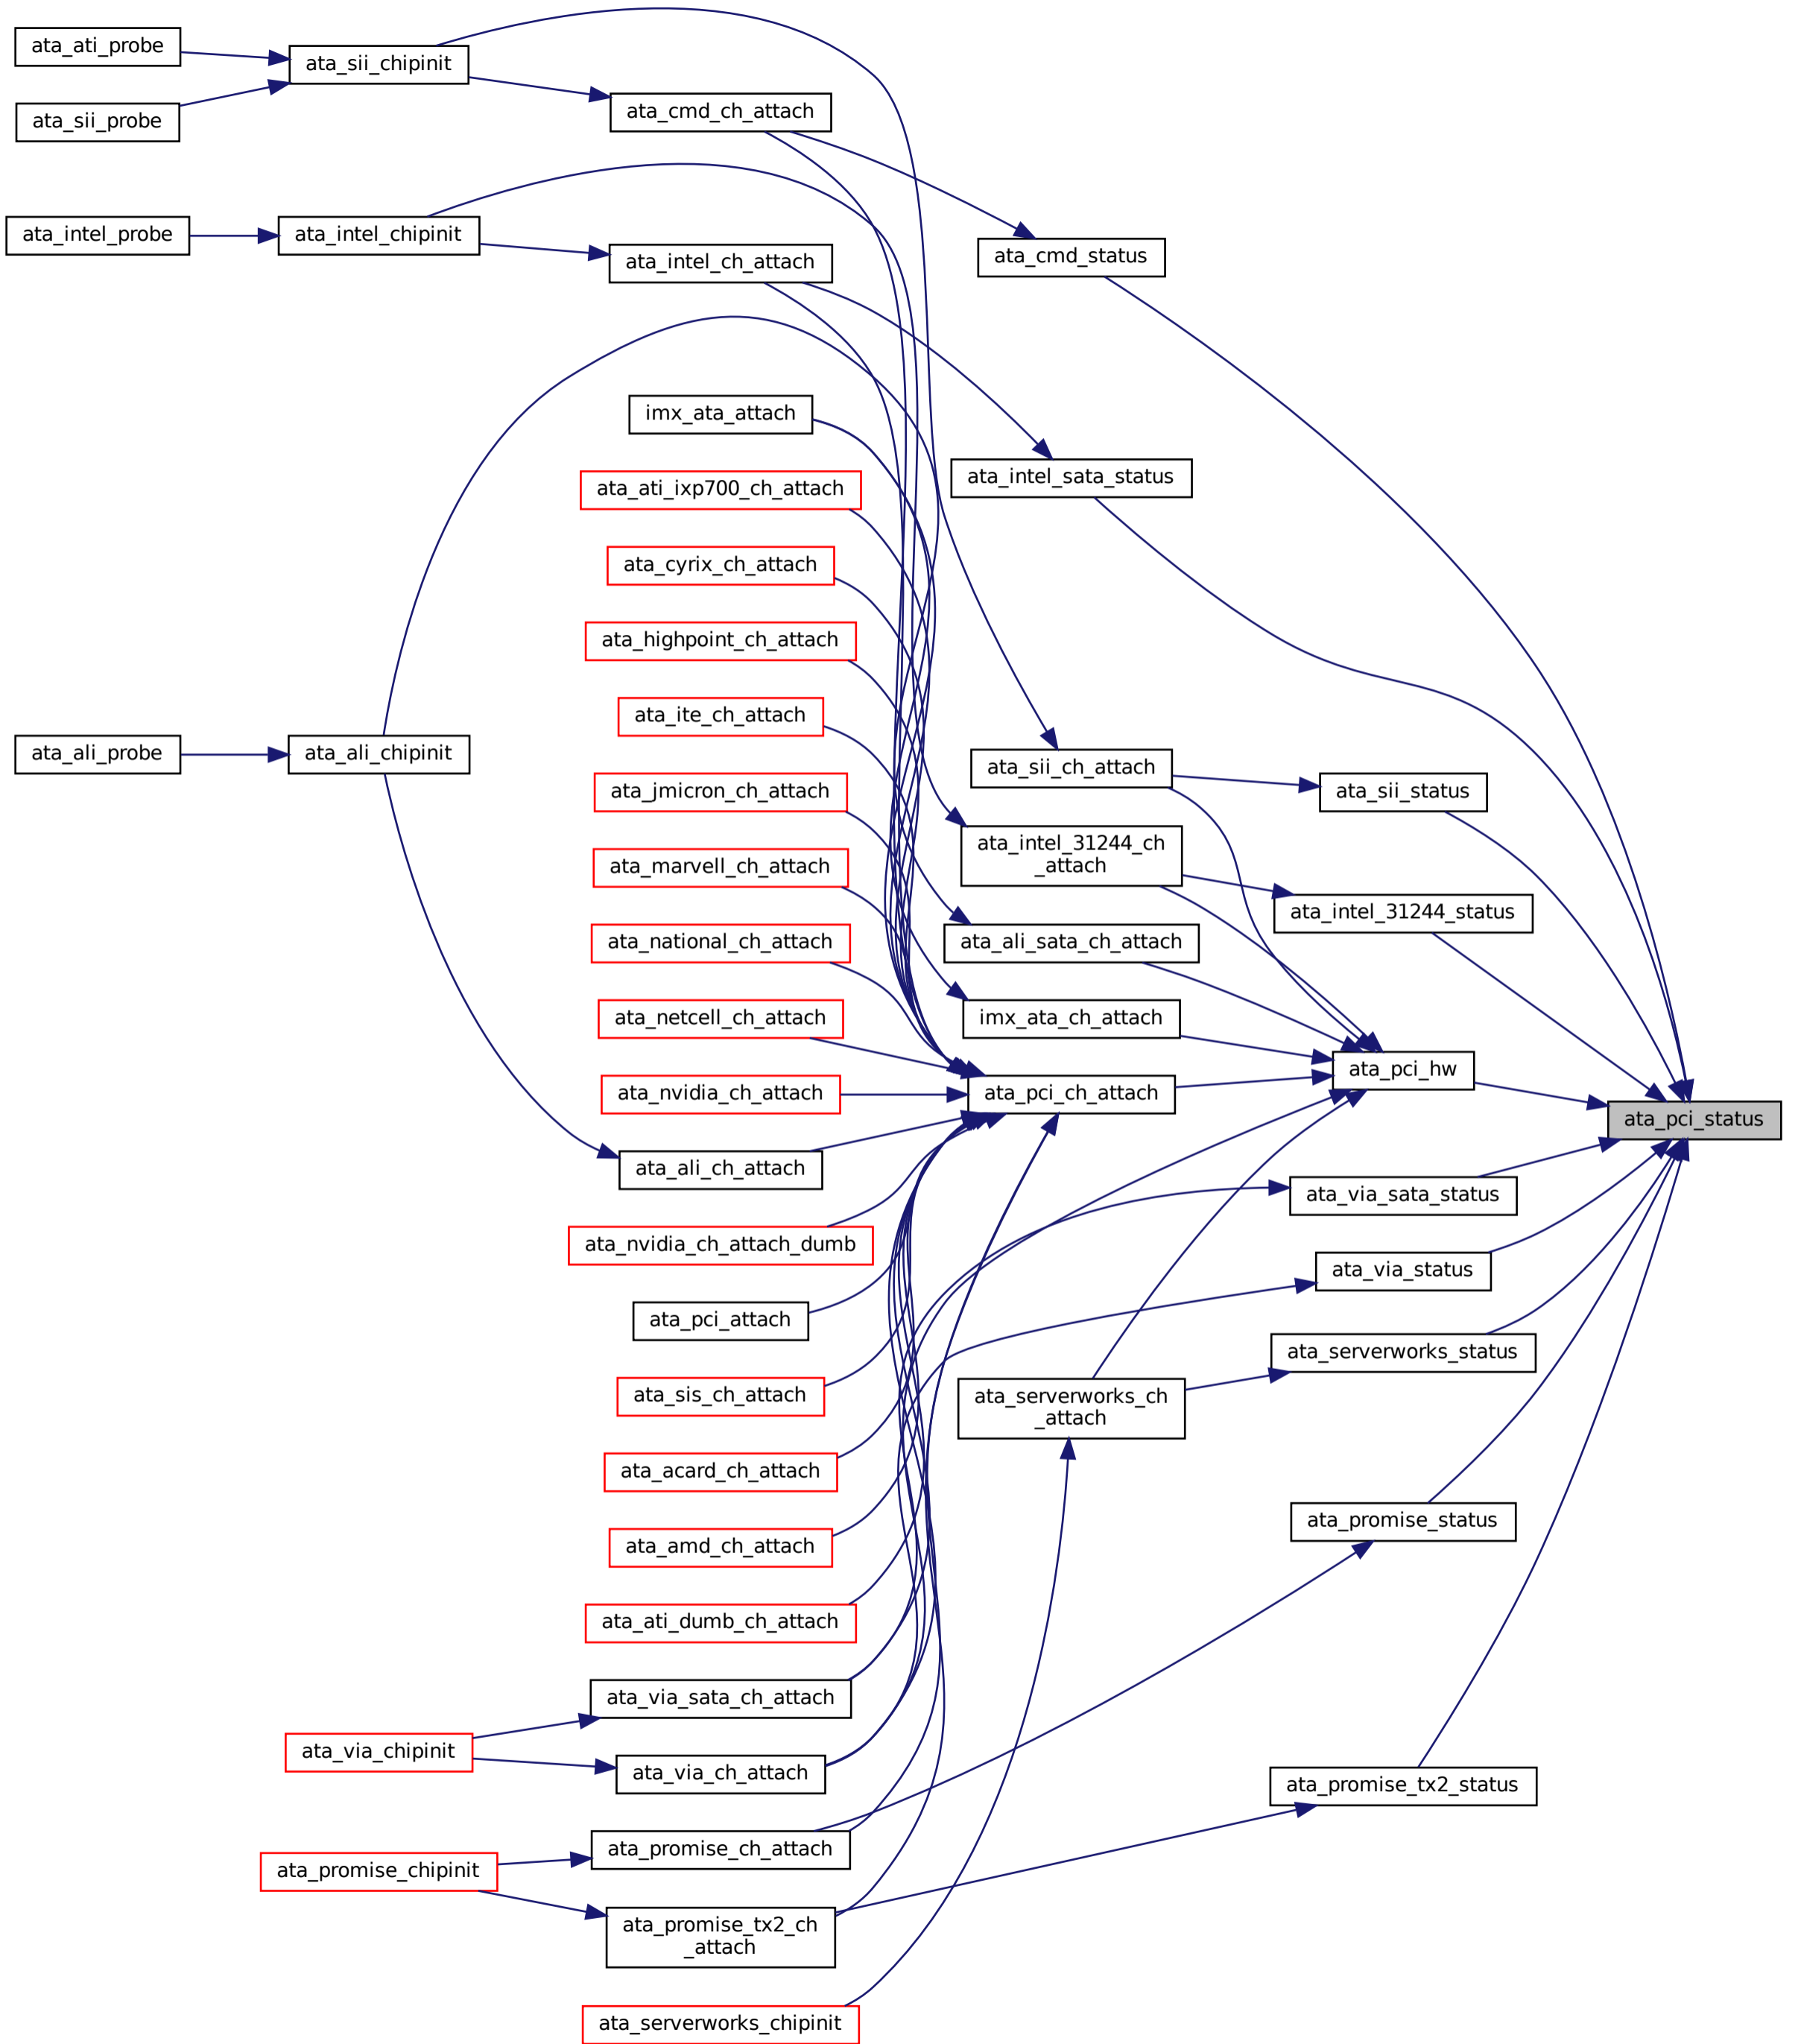 ata_ati_probe
ata_sii_probe
ata_intel_probe
ata_ali_probe
ata_sii_chipinit
ata_intel_chipinit
ata_ali_chipinit
ata_via_chipinit
ata_promise_chipinit
ata_cmd_ch_attach
ata_intel_ch_attach
imx_ata_attach
ata_ati_ixp700_ch_attach
ata_cyrix_ch_attach
ata_highpoint_ch_attach
ata_ite_ch_attach
ata_jmicron_ch_attach
ata_marvell_ch_attach
ata_national_ch_attach
ata_netcell_ch_attach
ata_nvidia_ch_attach
ata_ali_ch_attach
ata_nvidia_ch_attach_dumb
ata_pci_attach
ata_sis_ch_attach
ata_acard_ch_attach
ata_amd_ch_attach
ata_ati_dumb_ch_attach
ata_via_sata_ch_attach
ata_via_ch_attach
ata_promise_ch_attach
ata_promise_tx2_ch
_attach
ata_serverworks_chipinit
ata_cmd_status
ata_intel_sata_status
ata_sii_ch_attach
ata_intel_31244_ch
_attach
ata_ali_sata_ch_attach
imx_ata_ch_attach
ata_pci_ch_attach
ata_serverworks_ch
_attach
ata_sii_status
ata_intel_31244_status
ata_pci_hw
ata_via_sata_status
ata_via_status
ata_serverworks_status
ata_promise_status
ata_promise_tx2_status
ata_pci_status